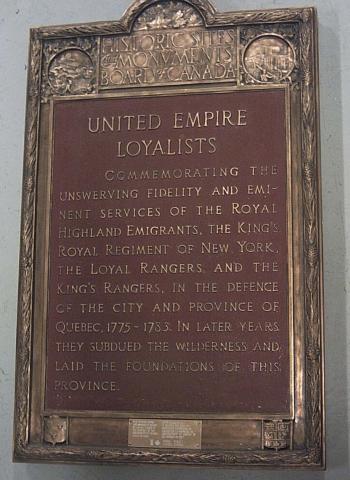 HISTORIC SITES
& MONUMENTS
BOARD OF CANADA
UNITED EMPIRE
LOYALISTS
COMMEMORATING THE
UNSWERVING FIDELITY AND EMI-
NENT SERVICES OF THE ROYAL
HIGHLAND EMIGRANTS, THE KING'S
ROYAL REGIMENT OF NEW YORK,
THE LOYAL RANGERS, AND THE
KING'S RANGERS, IN THE DEFENCE
OF THE CITY AND PROVINCE OF
QUEBEC, 1775-1783. IN LATER YEARS
THEY SUBDUED THE WILDERNESS AND
LAID THE FOUNDATIONS OF THIS
PROVINCE.